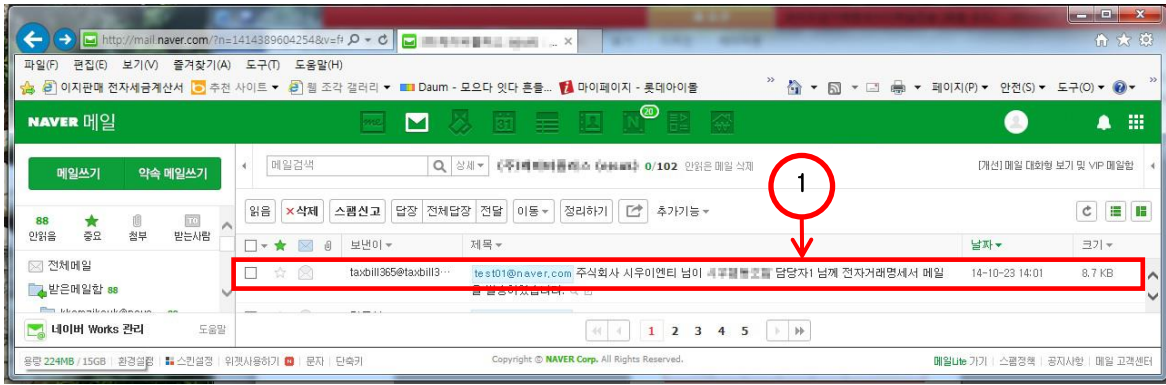 http://mail.naver.com/?n=1414389604254&v=f
파일(F) 편집(E) 보기(V) 즐겨찾기(A) 도구(T) 도움말(H)
이지판매 전자세금계산서 추천 사이트 웹 조각 갤러리 Daum - 모으다 잇다 흔들... 마이페이지 - 롯데아이몰 페이지(P) 안전(S) 도구(O)
NAVER 메일 31 N 20
메일쓰기 약속 메일쓰기
메일검색 상세 0/102 안읽은 메일 삭제 [개선] 메일 대화형 보기 및 VIP 메일함
1
88
안읽음 중요 첨부 받는사람
읽음 ×삭제 스팸신고 답장 전체답장 전달 이동 정리하기 추가기능
보낸이 제목 날짜 크기
전체메일
받은메일함 88
taxbill365@taxbill3… test01@naver,com 주식회사 시우이엔티 님이 담당자1 님께 전자거래명세서 메일 14-10-23 14:01 8.7 KB
네이버 Works 관리 도움말
1 2 3 4 5
용량 224MB / 15GB 환경설정 스킨설정 위젯사용하기 문자 단축키 Copyright © NAVER Corp. All Rights Reserved. 메일Lite 가기 스팸정책 공지사항 메일 고객센터